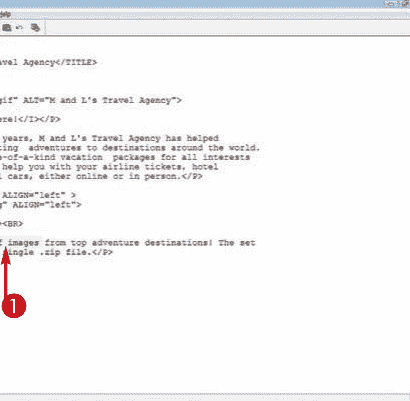 Help
avel Agency</TITLE>
gif" ALT="M and L's Travel Agency">
ere!</I></P>
years, M and L's Travel Agency has helped
ting adventures to destinations around the world.
e-of-a-kind vacation packages for all interests
help you with your airline tickets, hotel
l cars, either online or in person.</P>
ALIGN="left" >
g" ALIGN="left">
><BR>
f images from top adventure destinations! The set
single .zip file.</P>
1